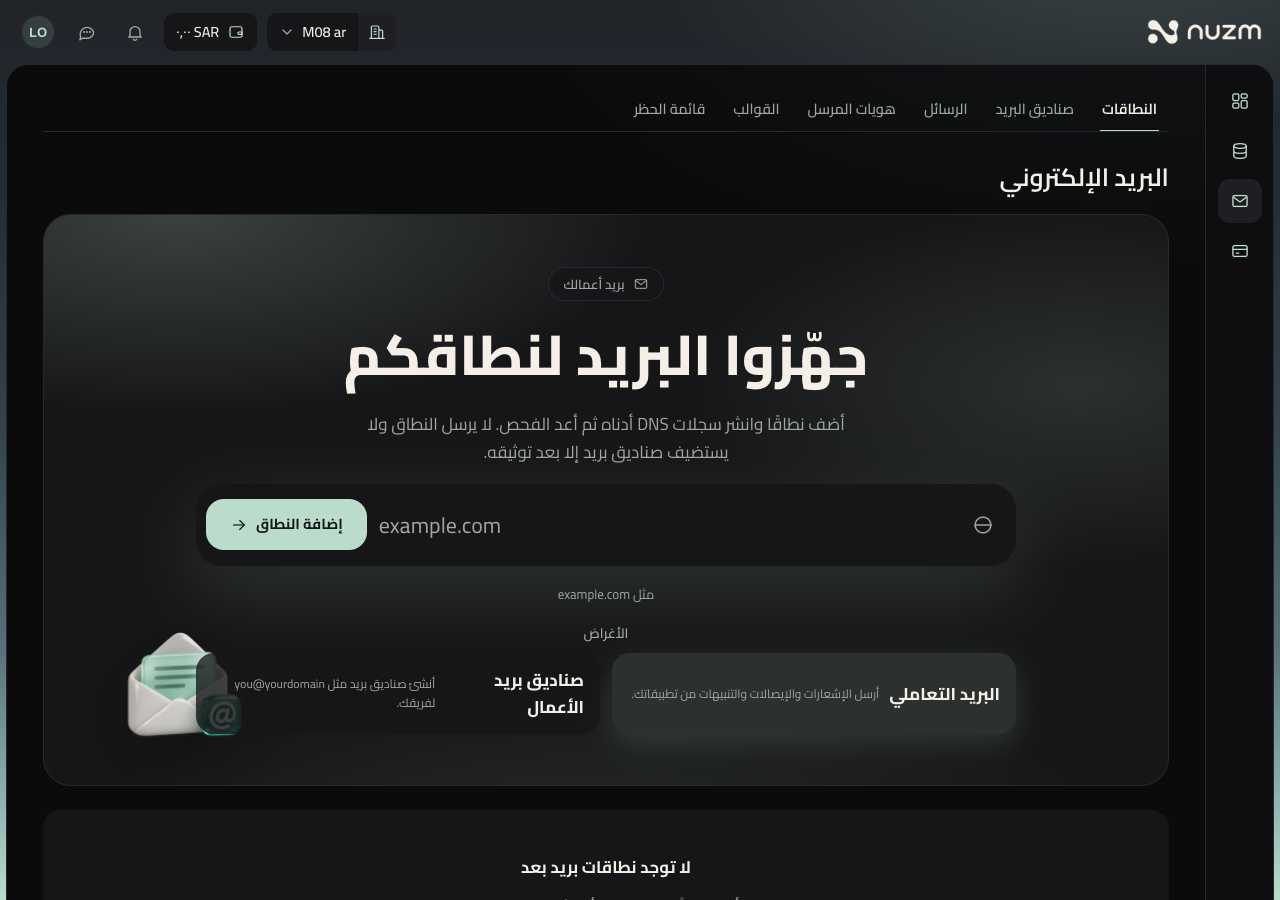 nuzm
M08 ar
٠٫٠٠ SAR
LO
النطاقات
صناديق البريد
الرسائل
هويات المرسل
القوالب
قائمة الحظر
البريد الإلكتروني
بريد أعمالك
جهّزوا البريد لنطاقكم
أضف نطاقًا وانشر سجلات DNS أدناه ثم أعد الفحص. لا يرسل النطاق ولا
يستضيف صناديق بريد إلا بعد توثيقه.
example.com
إضافة النطاق
مثل example.com
الأغراض
البريد التعاملي
أرسل الإشعارات والإيصالات والتنبيهات من تطبيقاتك.
صناديق بريد
الأعمال
أنشئ صناديق بريد مثل you@yourdomain
لفريقك.
@
لا توجد نطاقات بريد بعد